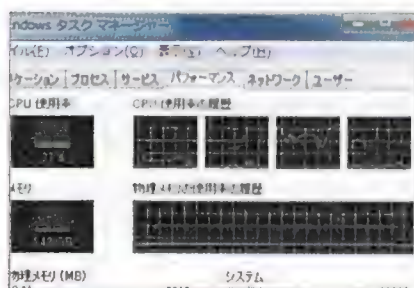 ndows タスク マネージャー
イル(E) オプション(O) 表示(V) ヘルプ(H)
ケーション プロセス サービス パフォーマンス ネットワーク ユーザー
CPU 使用率 CPU 使用率の履歴
メモリ 物理メモリの使用率の履歴
物理メモリ (MB) システム